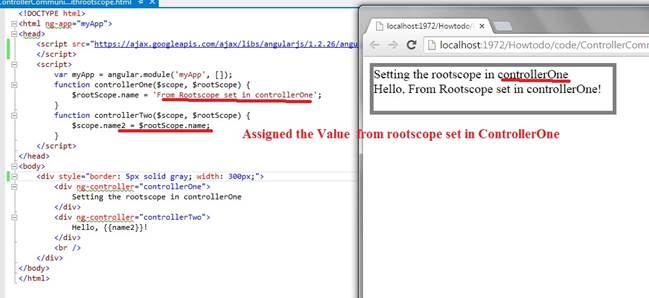 ControllerCommuni...ithrootscope.html
<!DOCTYPE html>
<html ng-app="myApp">
<head>
<script src="https://ajax.googleapis.com/ajax/libs/angularjs/1.2.26/angu
</script>
<script>
var myApp = angular.module('myApp', []);
function controllerOne($scope, $rootScope) {
$rootScope.name = 'From Rootscope set in controllerOne';
}
function controllerTwo($scope, $rootScope) {
$scope.name2 = $rootScope.name;
}
</script>
</head>
<body>
<div style="border: 5px solid gray; width: 300px;">
<div ng-controller="controllerOne">
Setting the rootscope in controllerOne
</div>
<div ng-controller="controllerTwo">
Hello, {{name2}}!
</div>
<br />
</div>
</body>
</html>
localhost:1972/Howtodo/co
localhost:1972/Howtodo/code/ControllerComm
Setting the rootscope in controllerOne
Hello, From Rootscope set in controllerOne!
Assigned the Value from rootscope set in ControllerOne